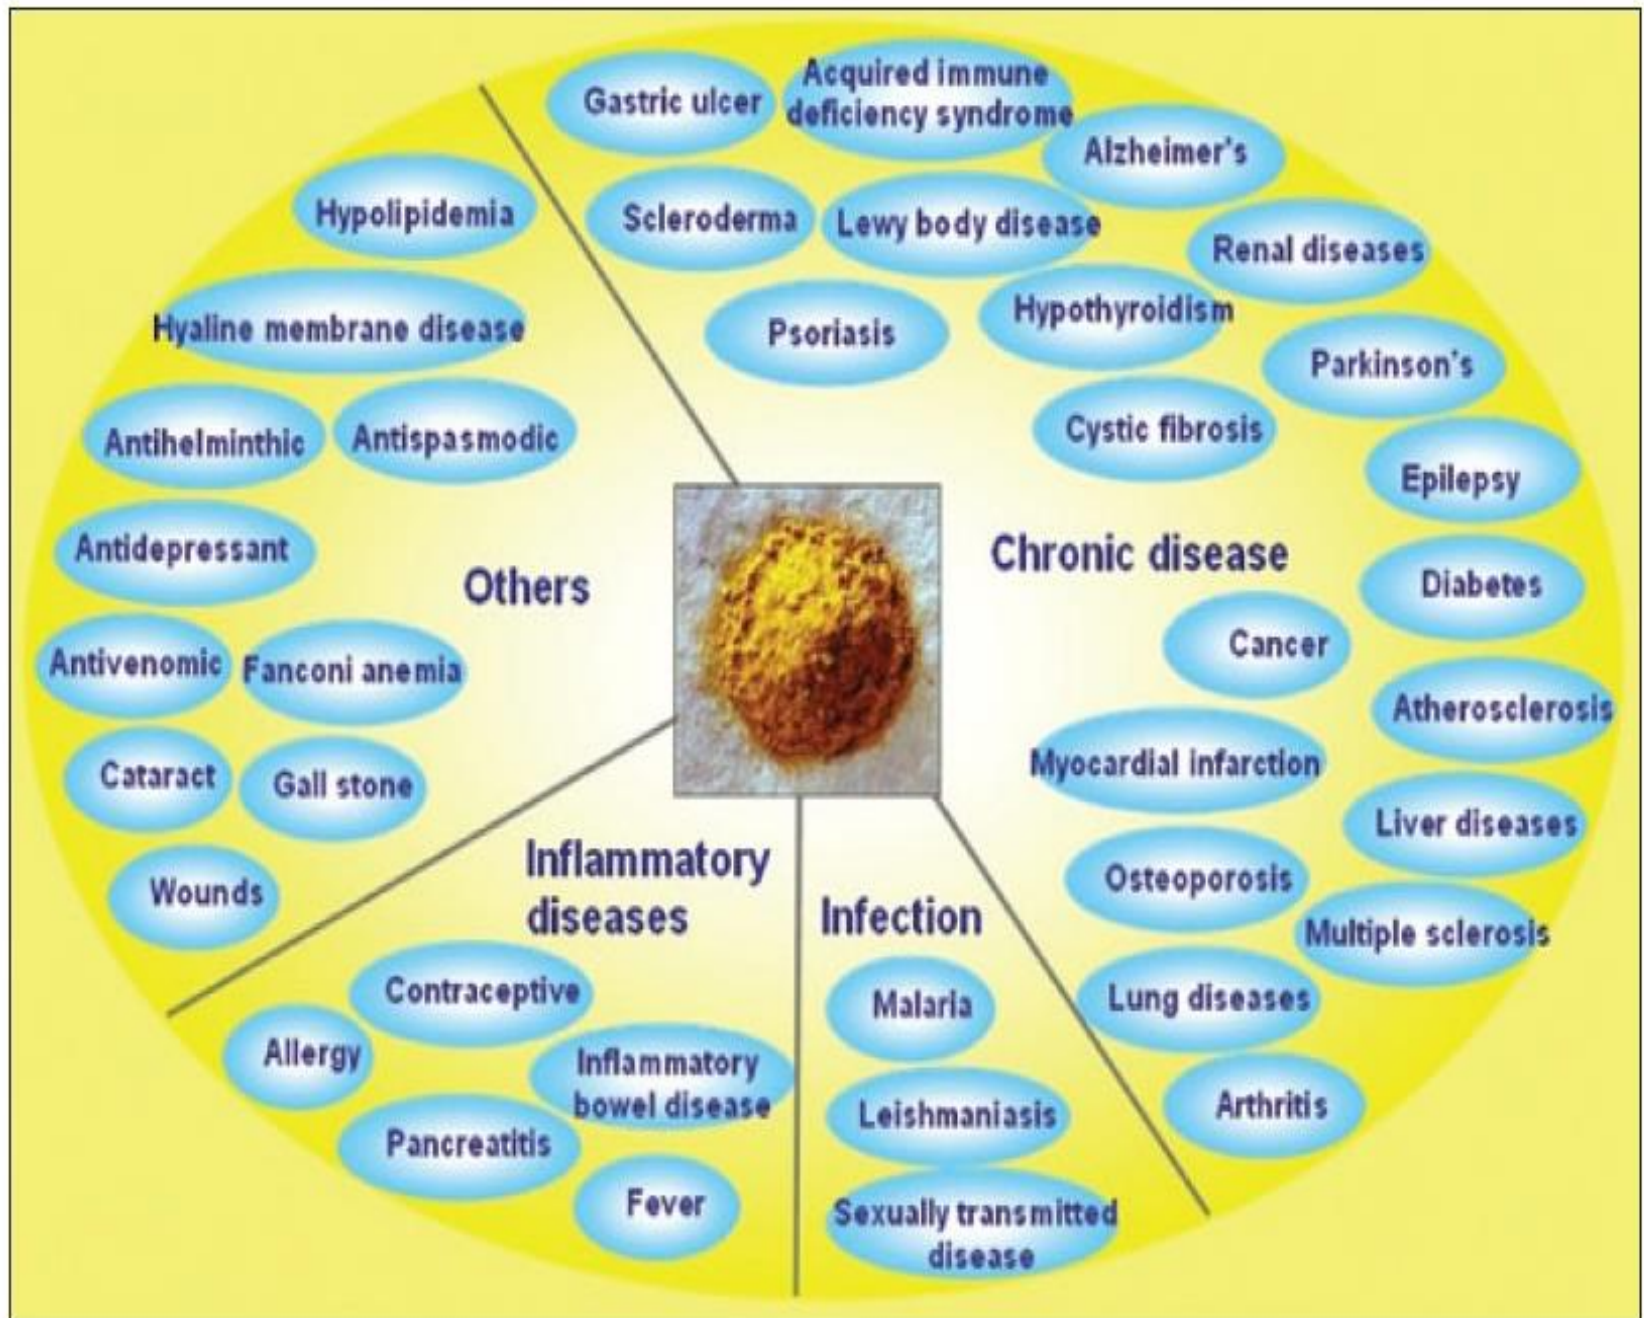 Gastric ulcer
Acquired immune
deficiency syndrome
Alzheimer's
Scleroderma
Lewy body disease
Renal diseases
Psoriasis
Hypothyroidism
Parkinson's
Cystic fibrosis
Epilepsy
Chronic disease
Diabetes
Cancer
Atherosclerosis
Myocardial infarction
Liver diseases
Osteoporosis
Multiple sclerosis
Lung diseases
Arthritis
Infection
Malaria
Leishmaniasis
Sexually transmitted
disease
Inflammatory
diseases
Contraceptive
Allergy
Inflammatory
bowel disease
Pancreatitis
Fever
Others
Hypolipidemia
Hyaline membrane disease
Antihelminthic
Antispasmodic
Antidepressant
Antivenomic
Fanconi anemia
Cataract
Gall stone
Wounds